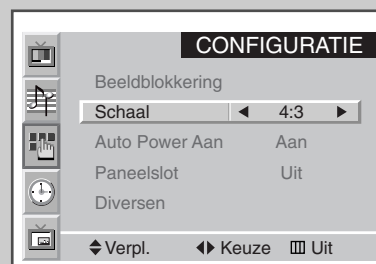 CONFIGURATIE
Beeldblokkering
Schaal ◀ 4:3 ▶
Auto Power Aan Aan
Paneelslot Uit
Diversen
Verpl. Keuze Uit